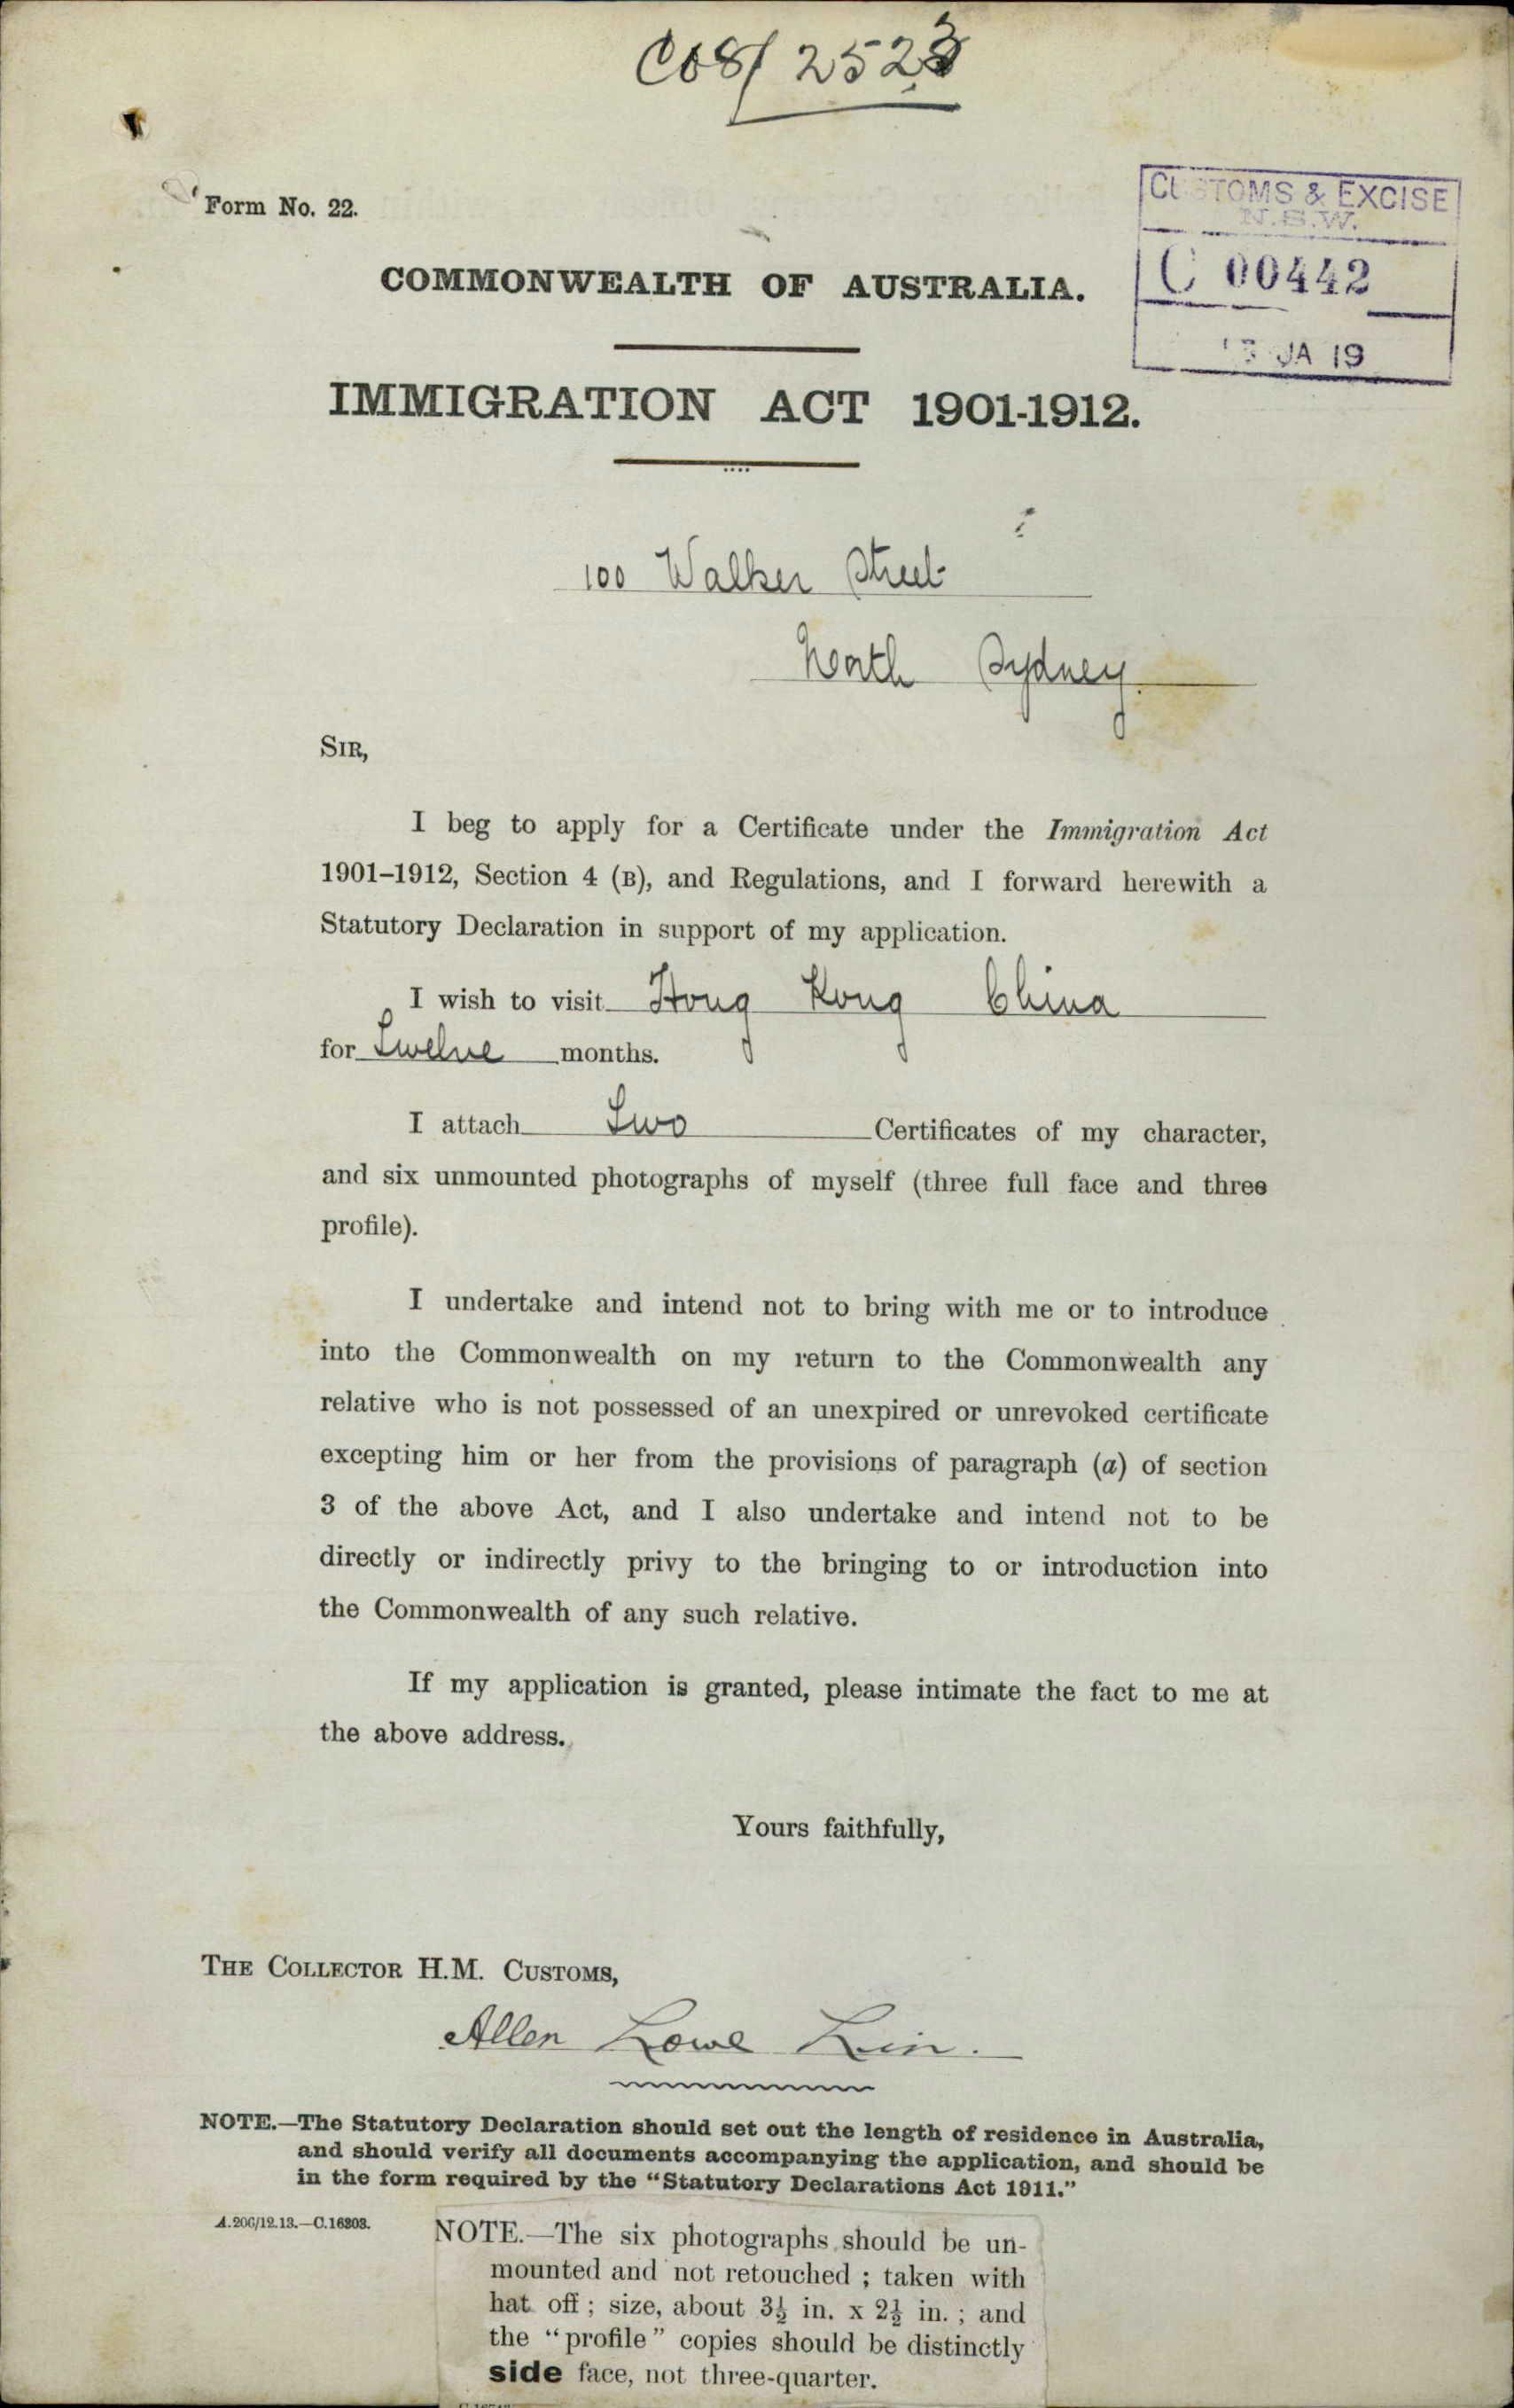 C08/2523
Form No. 22.
CUSTOMS & EXCISE
N.S.W.
C 00442
JA 19
COMMONWEALTH OF AUSTRALIA.
IMMIGRATION ACT 1901-1912.
100 Walker Street
North Sydney
SIR,
I beg to apply for a Certificate under the Immigration Act
1901–1912, Section 4 (B), and Regulations, and I forward herewith a
Statutory Declaration in support of my application.
I wish to visit Hong Kong China
for Twelve months.
I attach Two Certificates of my character,
and six unmounted photographs of myself (three full face and three
profile).
I undertake and intend not to bring with me or to introduce
into the Commonwealth on my return to the Commonwealth any
relative who is not possessed of an unexpired or unrevoked certificate
excepting him or her from the provisions of paragraph (a) of section
3 of the above Act, and I also undertake and intend not to be
directly or indirectly privy to the bringing to or introduction into
the Commonwealth of any such relative.
If my application is granted, please intimate the fact to me at
the above address.
Yours faithfully,
THE COLLECTOR H.M. CUSTOMS,
Allen Lowe Lin.
NOTE.—The Statutory Declaration should set out the length of residence in Australia,
and should verify all documents accompanying the application, and should be
in the form required by the “Statutory Declarations Act 1911.”
A.206/12.13.—C.16303.
NOTE.—The six photographs should be un-
mounted and not retouched ; taken with
hat off ; size, about 3½ in. x 2½ in. ; and
the “profile” copies should be distinctly
side face, not three-quarter.